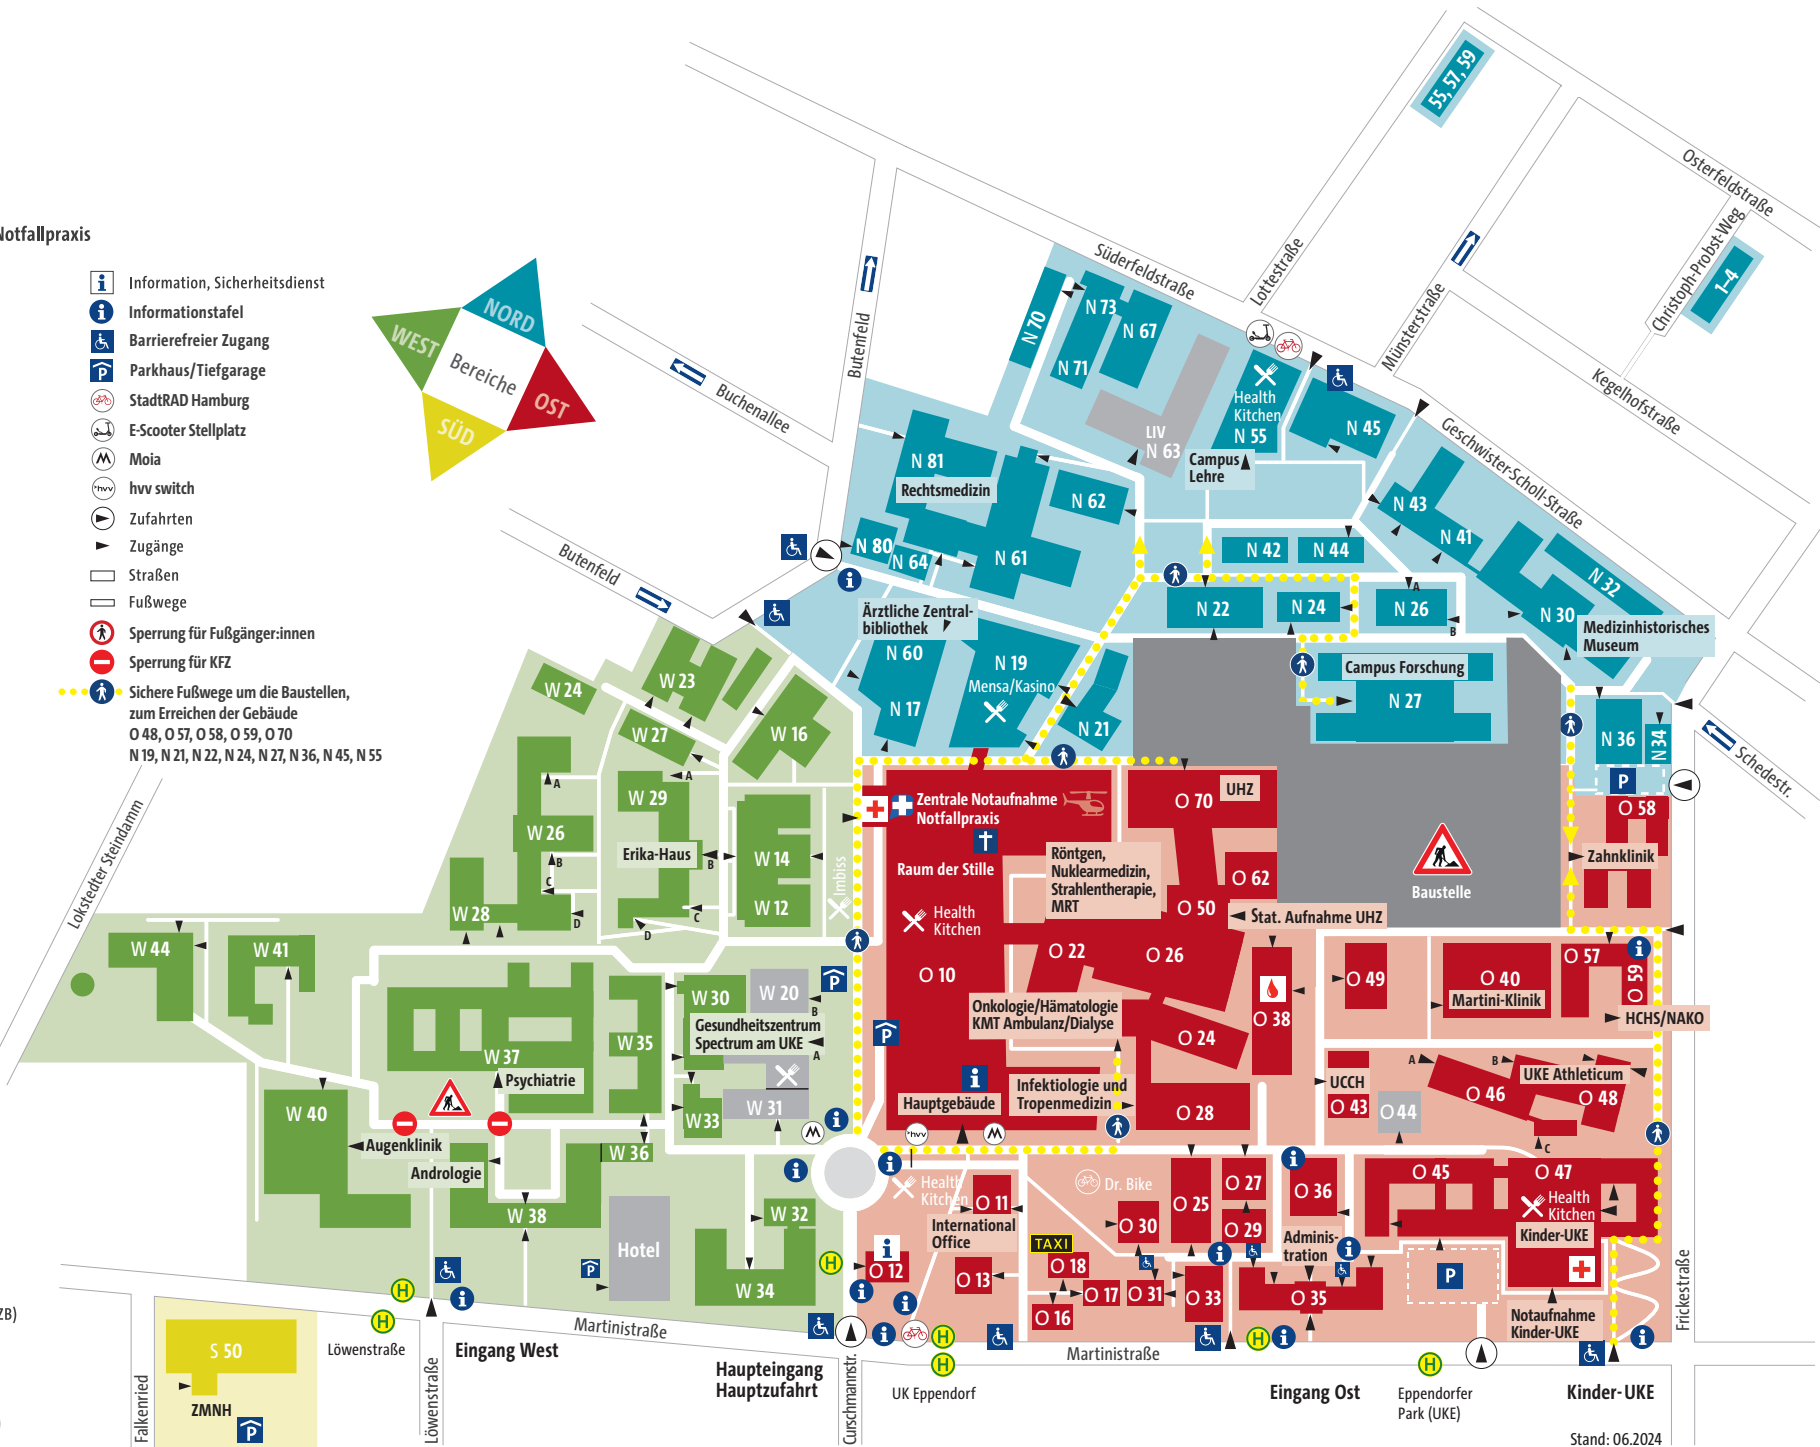 Notfallpraxis
Information, Sicherheitsdienst
Informationstafel
Barrierefreier Zugang
Parkhaus/Tiefgarage
StadtRAD Hamburg
E-Scooter Stellplatz
Moia
hvv switch
Zufahrten
Zugänge
Straßen
Fußwege
Sperrung für Fußgänger:innen
Sperrung für KFZ
Sichere Fußwege um die Baustellen,
zum Erreichen der Gebäude
O 48, O 57, O 58, O 59, O 70
N 19, N 21, N 22, N 24, N 27, N 36, N 45, N 55
NORD
WEST
Bereiche
OST
SÜD
55, 57, 59
Osterfeldstraße
Christoph-Probst-Weg
1–4
Süderfeldstraße
Lottestraße
Münsterstraße
Kegelhofstraße
Geschwister-Scholl-Straße
Butenfeld
Buchenallee
Butenfeld
Schedestr.
Lokstedter Steindamm
N 70
N 73
N 67
N 71
LIV
N 63
Health
Kitchen
N 55
N 45
Campus
Lehre
N 81
Rechtsmedizin
N 62
N 43
N 41
N 80
N 64
N 61
N 42
N 44
N 32
N 30
Ärztliche Zentral-
bibliothek
N 22
N 24
N 26
A
B
Medizinhistorisches
Museum
N 60
N 19
Mensa/Kasino
N 17
N 21
Campus Forschung
N 27
N 36
N 34
P
W 24
W 23
W 27
W 16
W 29
A
A
W 26
B
C
D
Erika-Haus
B
W 14
W 12
C
D
Imbiss
W 28
W 44
W 41
W 30
W 20
B
Gesundheitszentrum
Spectrum am UKE
A
W 35
W 37
Psychiatrie
W 33
W 31
W 40
Augenklinik
Andrologie
W 36
W 38
Hotel
W 32
W 34
Zentrale Notaufnahme
Notfallpraxis
Raum der Stille
Health
Kitchen
O 10
Hauptgebäude
O 70
UHZ
Röntgen,
Nuklearmedizin,
Strahlentherapie,
MRT
O 62
O 50
Stat. Aufnahme UHZ
O 22
O 26
Onkologie/Hämatologie
KMT Ambulanz/Dialyse
O 24
O 38
Infektiologie und
Tropenmedizin
O 28
Baustelle
O 58
Zahnklinik
O 49
O 40
Martini-Klinik
O 57
O 59
HCHS/NAKO
UCCH
O 43
O 44
A
O 46
B
UKE Athleticum
O 48
C
hvv
Health
Kitchen
O 11
International
Office
Dr. Bike
O 30
O 25
O 27
O 29
O 36
Adminis-
tration
O 45
O 47
Health
Kitchen
Kinder-UKE
O 12
O 13
TAXI
O 18
O 17
O 16
O 31
O 33
O 35
P
Notaufnahme
Kinder-UKE
Frickestraße
ZB)
S 50
ZMNH
Falkenried
Löwenstraße
H
H
Löwenstraße
Eingang West
Martinistraße
Haupteingang
Hauptzufahrt
Curschmannstr.
H
H
H
UK Eppendorf
Martinistraße
H
Eingang Ost
H
Eppendorfer
Park (UKE)
Kinder-UKE
Stand: 06.2024